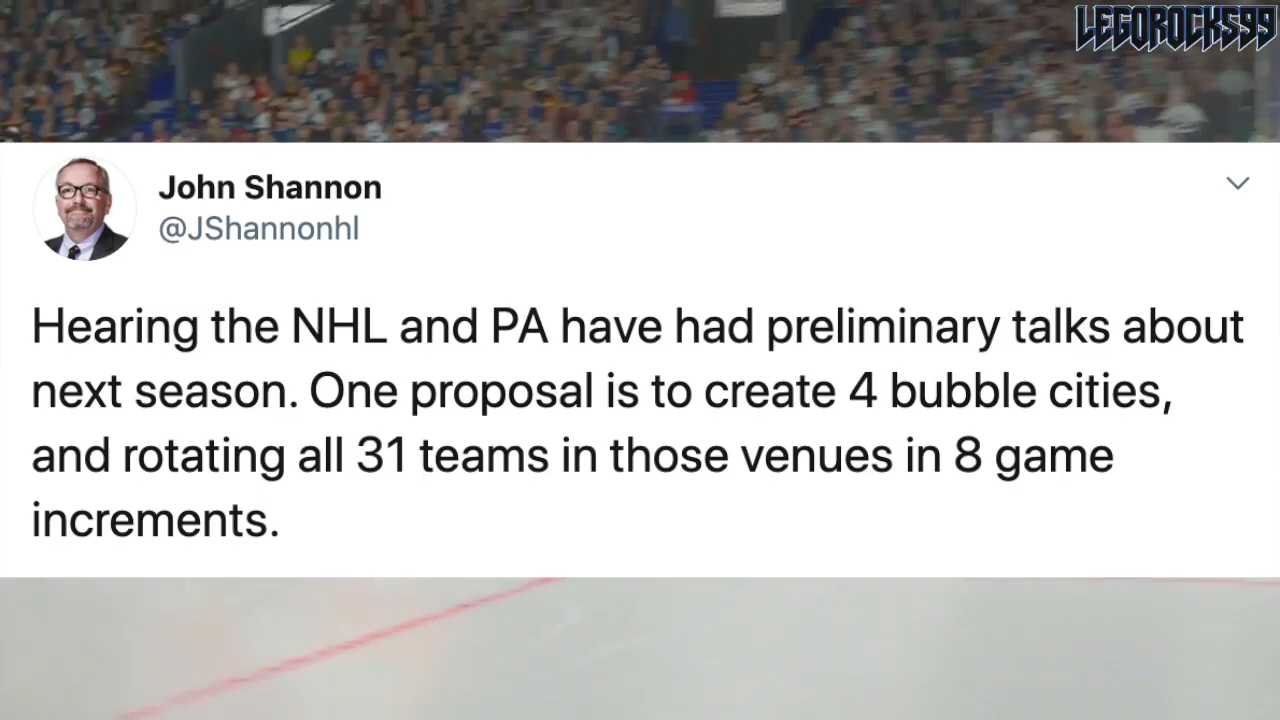 LEGOROCKS99
John Shannon
@JShannonhl
Hearing the NHL and PA have had preliminary talks about
next season. One proposal is to create 4 bubble cities,
and rotating all 31 teams in those venues in 8 game
increments.